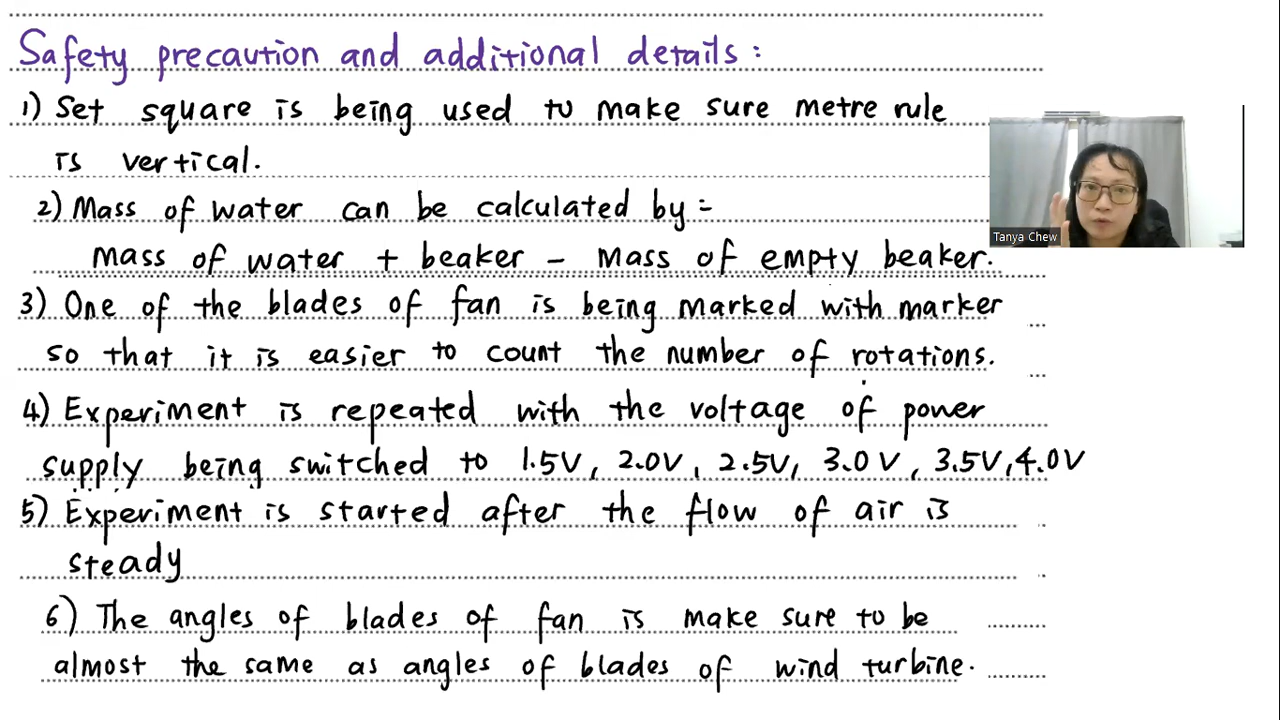 Safety precaution and additional details:
1) Set square is being used to make sure metre rule
is vertical.
2) Mass of water can be calculated by =
Mass of water + beaker - Mass of empty beaker.
3) One of the blades of fan is being marked with marker
so that it is easier to count the number of rotations.
4) Experiment is repeated with the voltage of power
supply being switched to 1.5V, 2.0V, 2.5V, 3.0V, 3.5V, 4.0V
5) Experiment is started after the flow of air is
steady
6) The angles of blades of fan is make sure to be
almost the same as angles of blades of wind turbine.
Tanya Chew